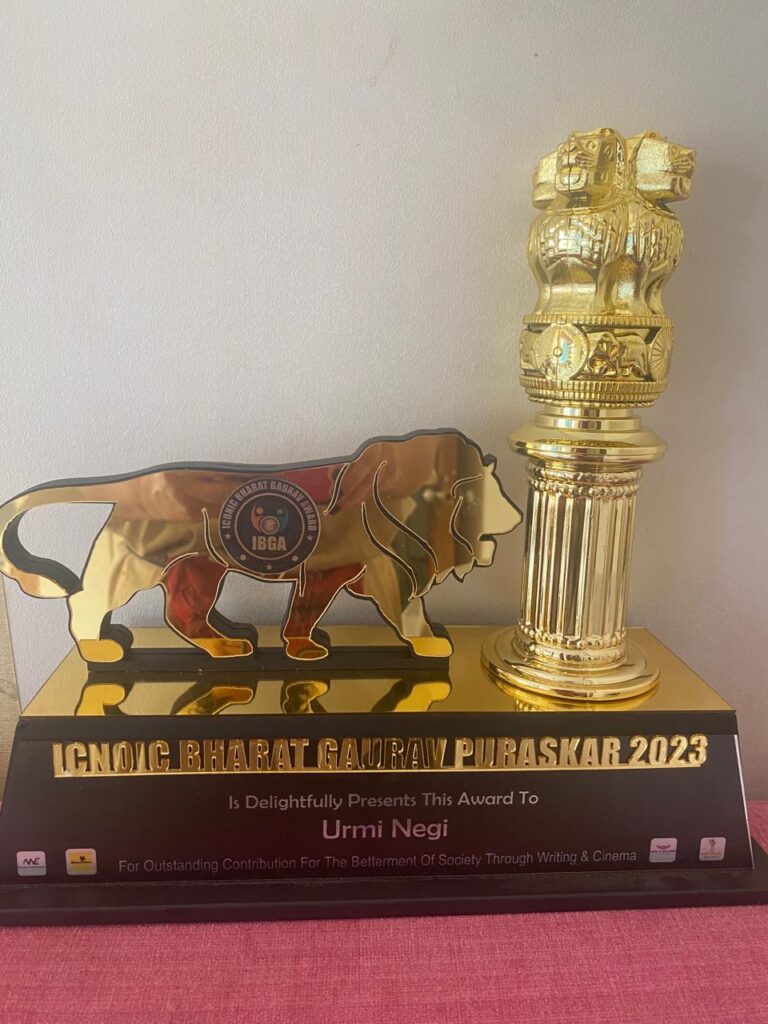 ICONIC BHARAT GAURAV AWARD
IBGA
ICNOIC BHARAT GAURAV PURASKAR 2023
Is Delightfully Presents This Award To
Urmi Negi
For Outstanding Contribution For The Betterment Of Society Through Writing & Cinema